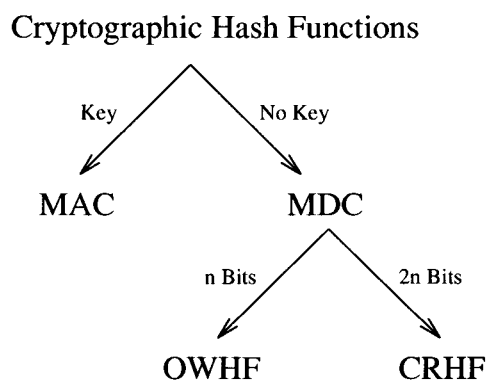 Cryptographic Hash Functions
Key
No Key
MAC
MDC
n Bits
2n Bits
OWHF
CRHF